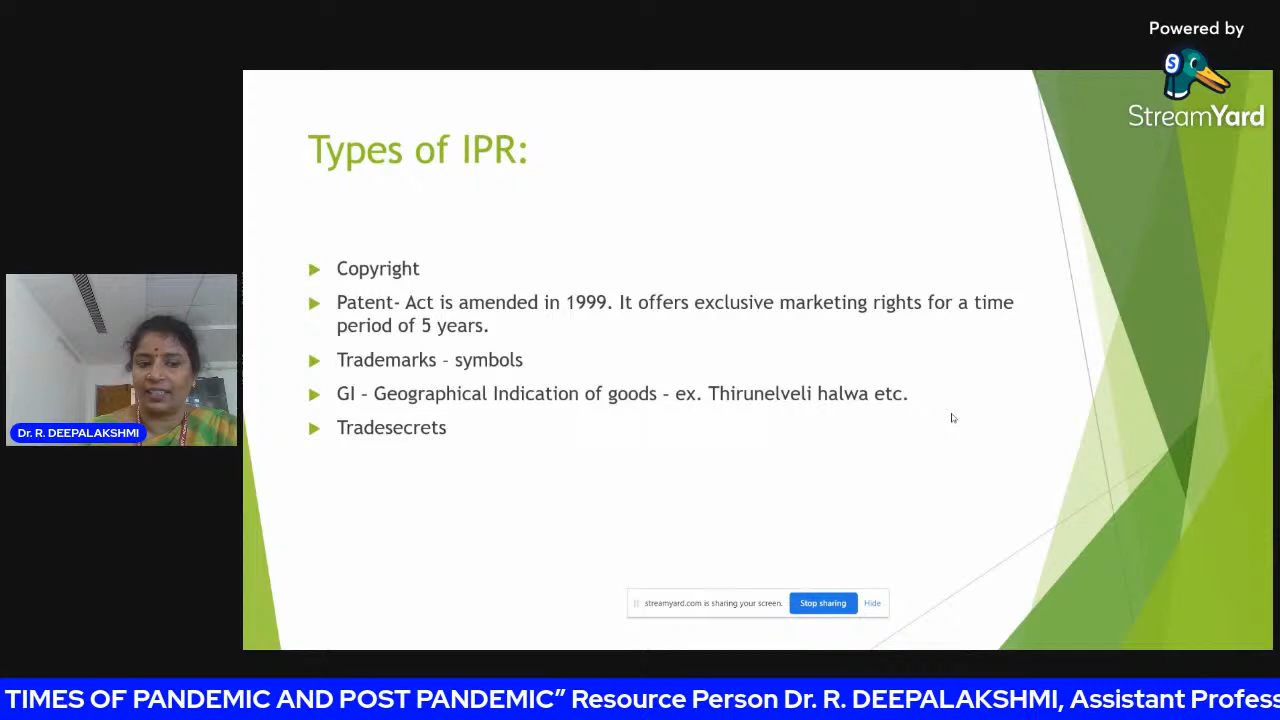 Powered by
StreamYard
Types of IPR:
Copyright
Patent- Act is amended in 1999. It offers exclusive marketing rights for a time
period of 5 years.
Trademarks – symbols
GI – Geographical Indication of goods – ex. Thirunelveli halwa etc.
Tradesecrets
Dr. R. DEEPALAKSHMI
streamyard.com is sharing your screen.
Stop sharing
Hide
TIMES OF PANDEMIC AND POST PANDEMIC” Resource Person Dr. R. DEEPALAKSHMI, Assistant Profess